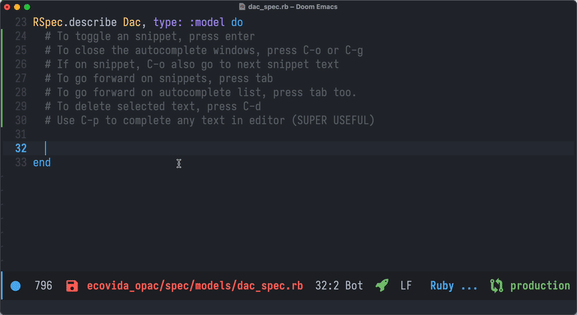 dac_spec.rb — Doom Emacs
23 RSpec.describe Dac, type: :model do
24 # To toggle an snippet, press enter
25 # To close the autocomplete windows, press C-o or C-g
26 # If on snippet, C-o also go to next snippet text
27 # To go forward on snippets, press tab
28 # To go forward on autocomplete list, press tab too.
29 # To delete selected text, press C-d
30 # Use C-p to complete any text in editor (SUPER USEFUL)
31
32
33 end
796 ecovida_opac/spec/models/dac_spec.rb 32:2 Bot LF Ruby ... production